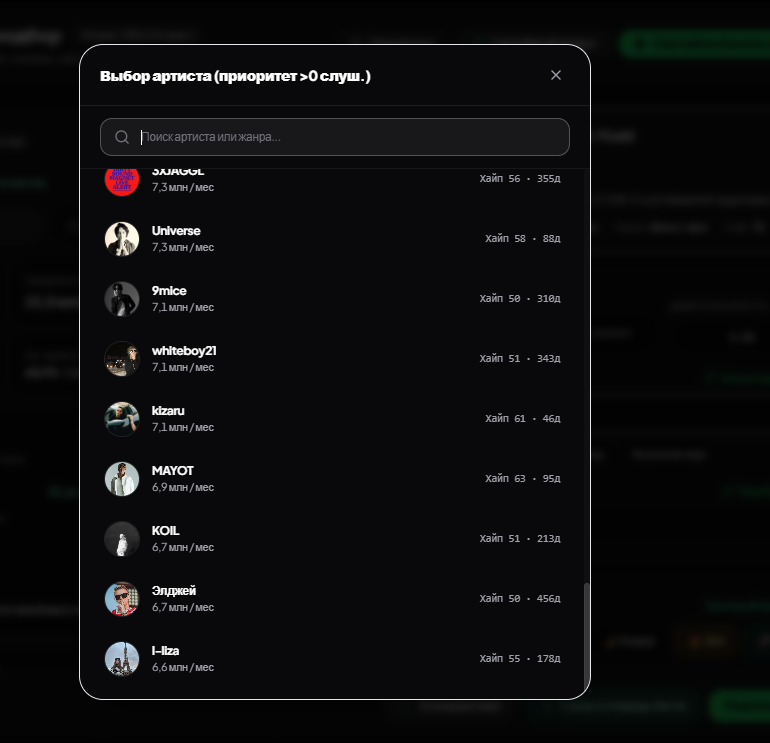 Выбор артиста (приоритет >0 слуш.)
Поиск артиста или жанра...
3XJAGGL
7,3 млн/мес
Хайп 56 · 355д
Universe
7,3 млн/мес
Хайп 58 · 88д
9mice
7,1 млн/мес
Хайп 50 · 310д
whiteboy21
7,1 млн/мес
Хайп 51 · 343д
kizaru
7,1 млн/мес
Хайп 61 · 46д
MAYOT
6,9 млн/мес
Хайп 63 · 95д
KOIL
6,7 млн/мес
Хайп 51 · 213д
Элджей
6,7 млн/мес
Хайп 50 · 456д
l-liza
6,6 млн/мес
Хайп 55 · 178д